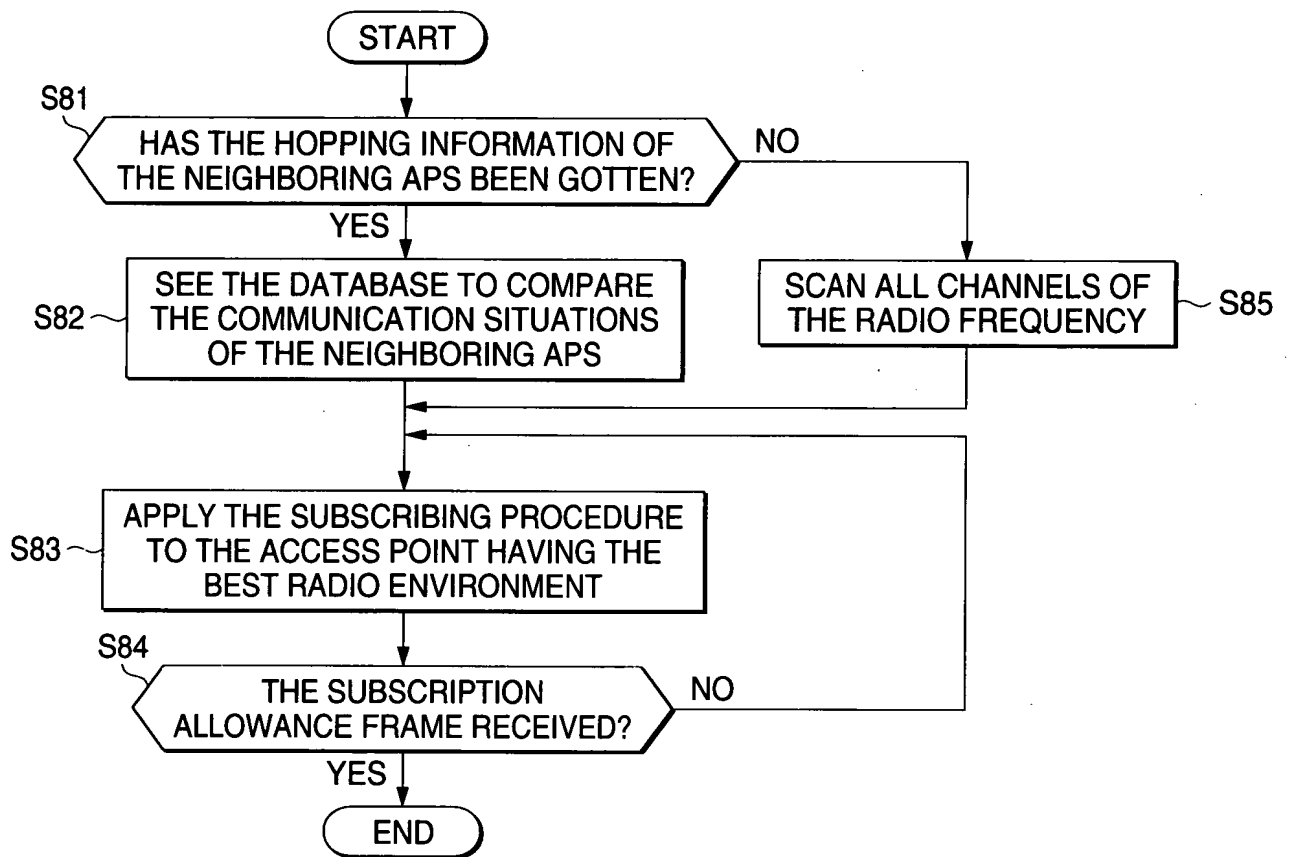 START
S81
HAS THE HOPPING INFORMATION OF
THE NEIGHBORING APS BEEN GOTTEN?
NO
YES
S82
SEE THE DATABASE TO COMPARE
THE COMMUNICATION SITUATIONS
OF THE NEIGHBORING APS
SCAN ALL CHANNELS OF
THE RADIO FREQUENCY
S85
S83
APPLY THE SUBSCRIBING PROCEDURE
TO THE ACCESS POINT HAVING THE
BEST RADIO ENVIRONMENT
S84
THE SUBSCRIPTION
ALLOWANCE FRAME RECEIVED?
NO
YES
END